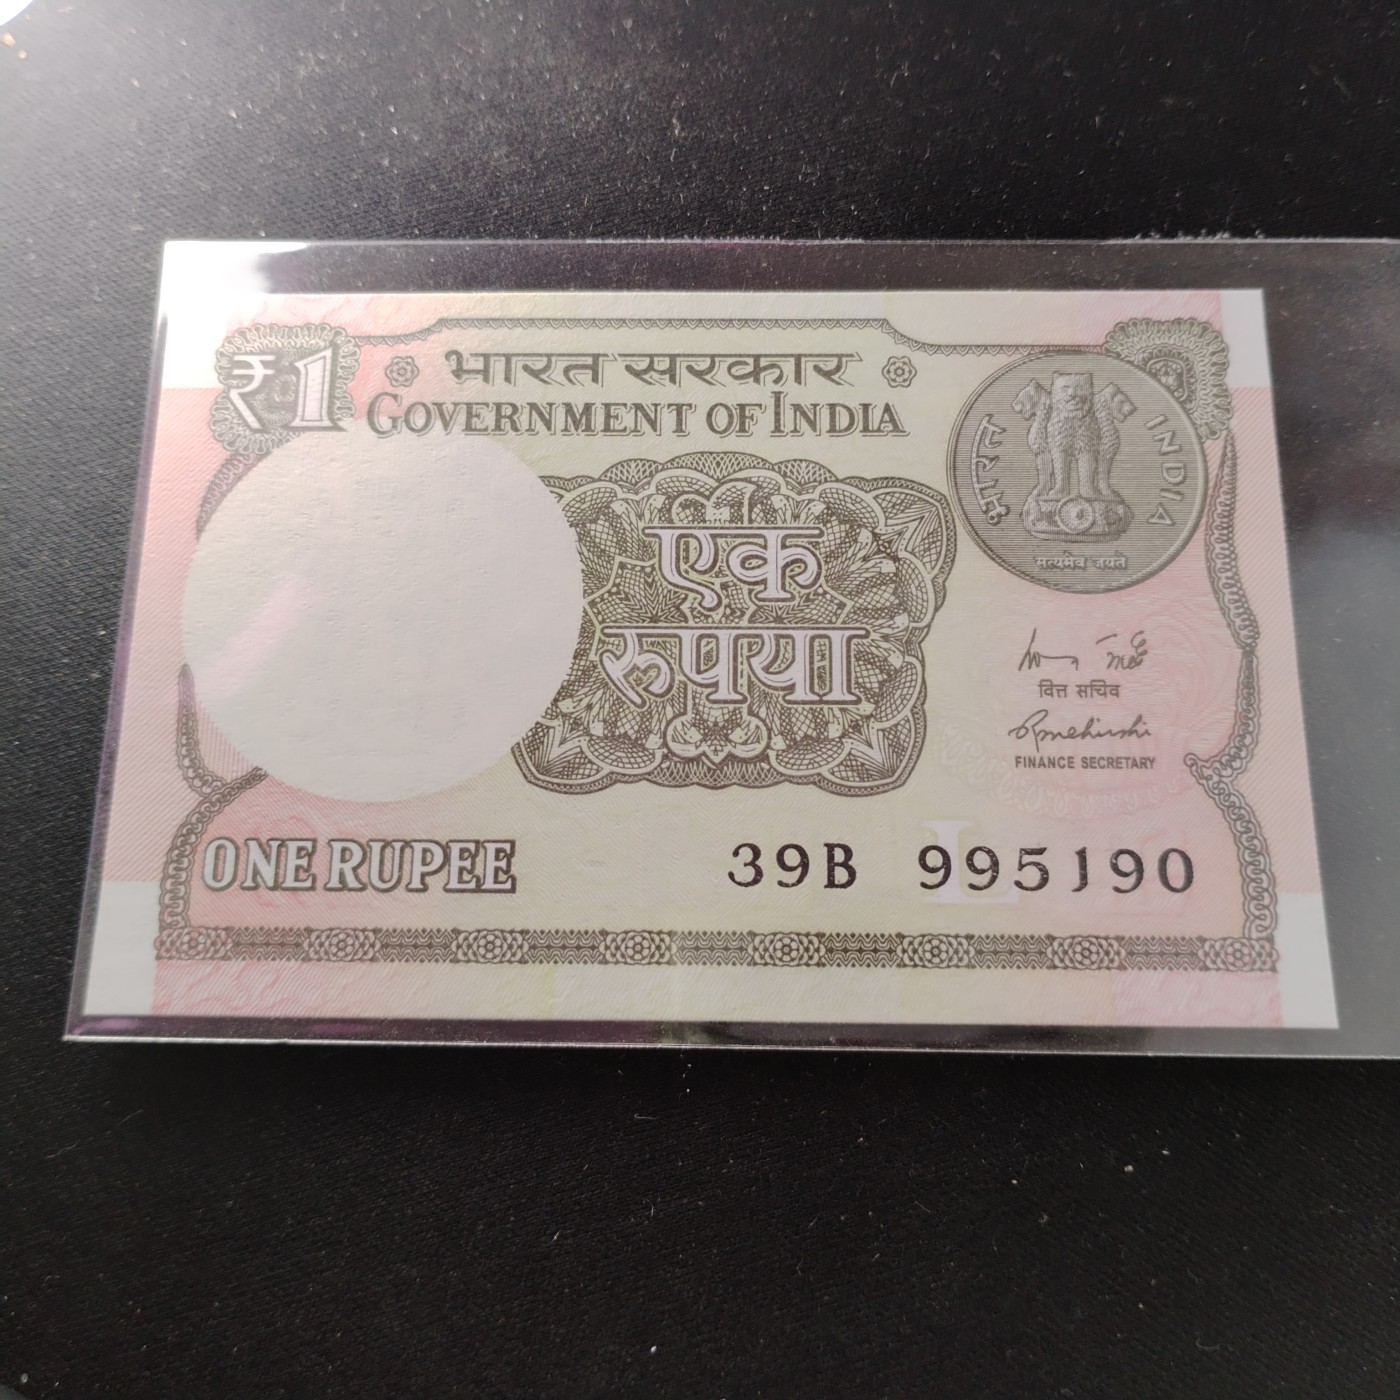 ₹1
भारत सरकार
GOVERNMENT OF INDIA
भारत
INDIA
सत्यमेव जयते
एक
रुपया
वित्त सचिव
FINANCE SECRETARY
L
ONE RUPEE
39B 995190